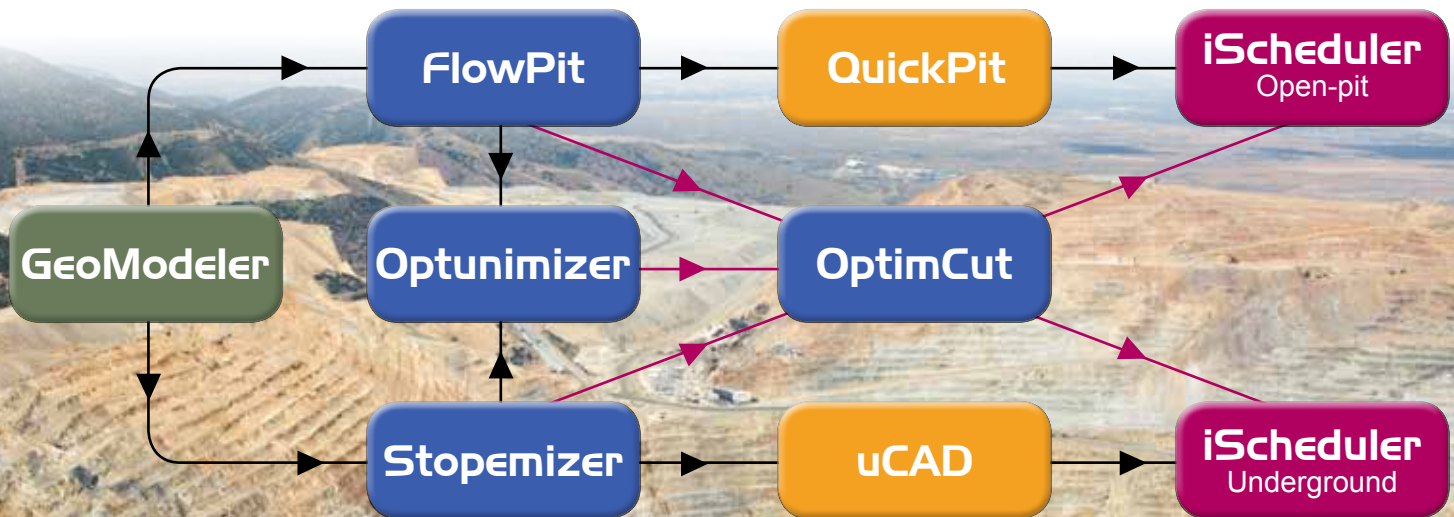 FlowPit
QuickPit
iScheduler
Open-pit
GeoModeler
Optunimizer
OptimCut
Stopemizer
uCAD
iScheduler
Underground